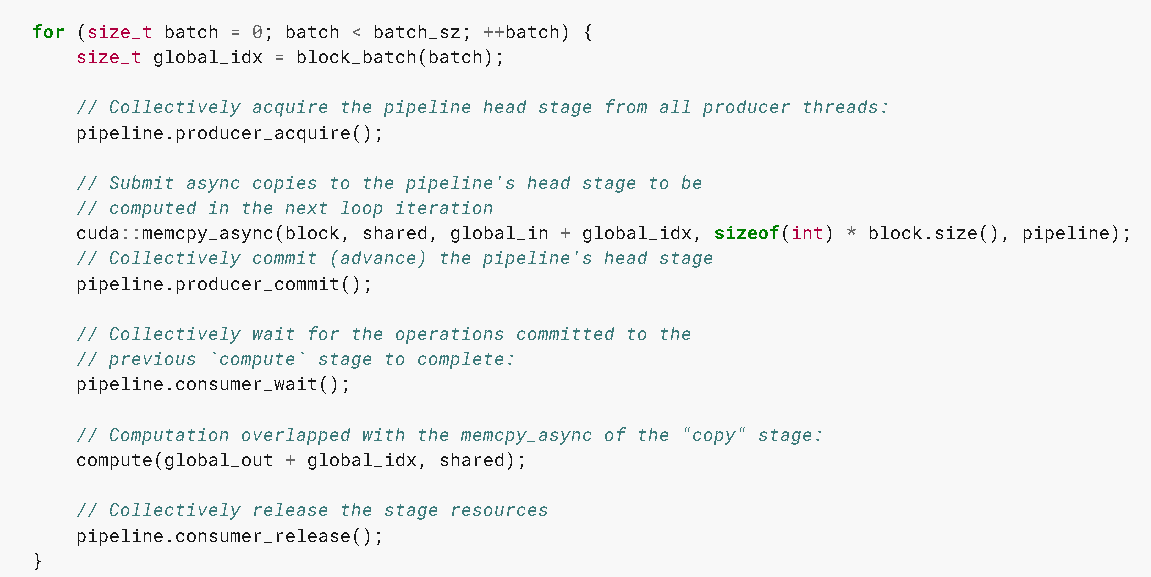 for (size_t batch = 0; batch < batch_sz; ++batch) {
    size_t global_idx = block_batch(batch);

    // Collectively acquire the pipeline head stage from all producer threads:
    pipeline.producer_acquire();

    // Submit async copies to the pipeline's head stage to be
    // computed in the next loop iteration
    cuda::memcpy_async(block, shared, global_in + global_idx, sizeof(int) * block.size(), pipeline);
    // Collectively commit (advance) the pipeline's head stage
    pipeline.producer_commit();

    // Collectively wait for the operations committed to the
    // previous `compute` stage to complete:
    pipeline.consumer_wait();

    // Computation overlapped with the memcpy_async of the "copy" stage:
    compute(global_out + global_idx, shared);

    // Collectively release the stage resources
    pipeline.consumer_release();
}